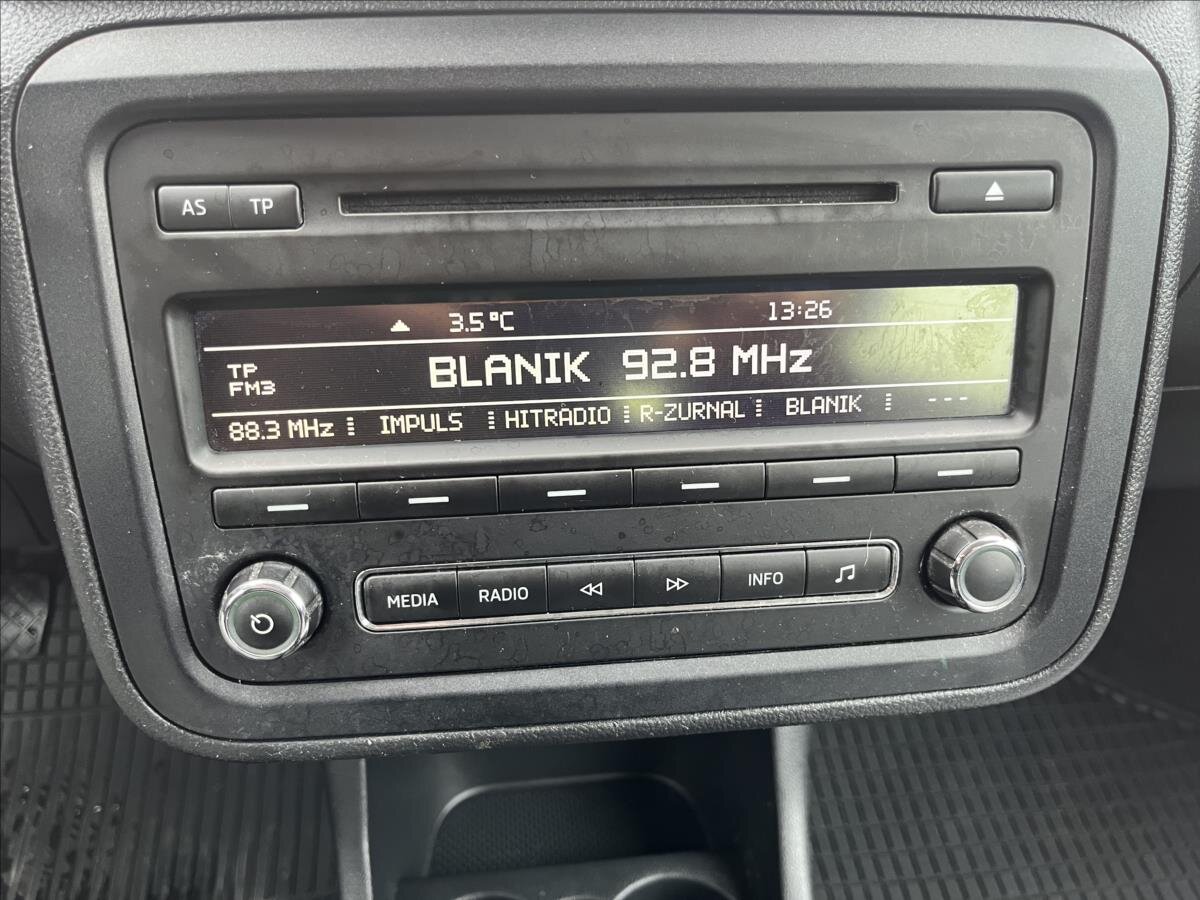 AS TP
3.5°C 13:26
TP
FM3
BLANIK 92.8 MHz
88.3 MHz IMPULS HITRADIO R-ZURNAL BLANIK ---
MEDIA RADIO INFO